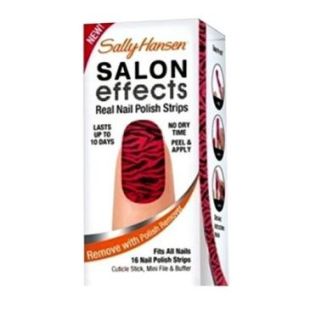 NEW!
Sally Hansen
SALON
effects
Real Nail Polish Strips
LASTS
UP TO
10 DAYS
NO DRY
TIME
PEEL &
APPLY
Remove with Polish Remover
Fits All Nails
16 Nail Polish Strips
Cuticle Stick, Mini File & Buffer